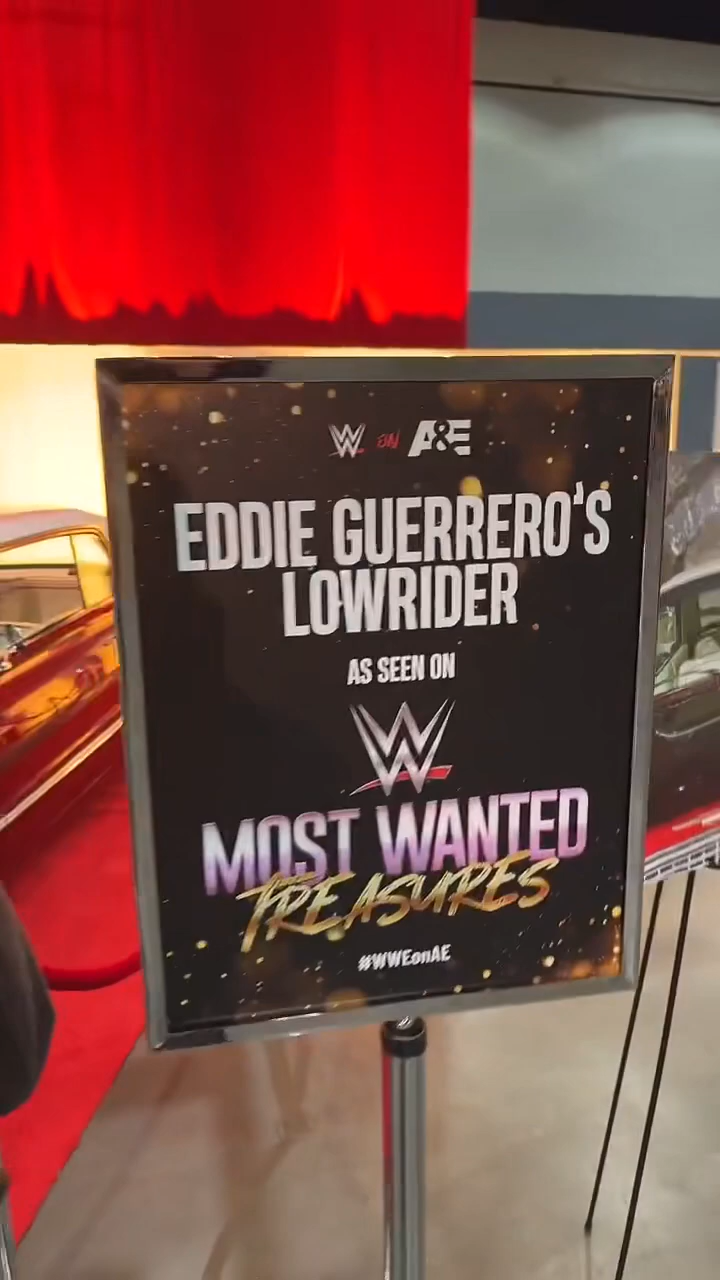 W ON A&E
EDDIE GUERRERO'S
LOWRIDER
AS SEEN ON
W
MOST WANTED
TREASURES
#WWEonAE